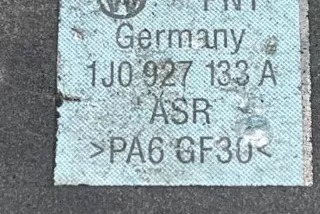 Germany
1J0 927 133 A
ASR
>PA6 GF30<